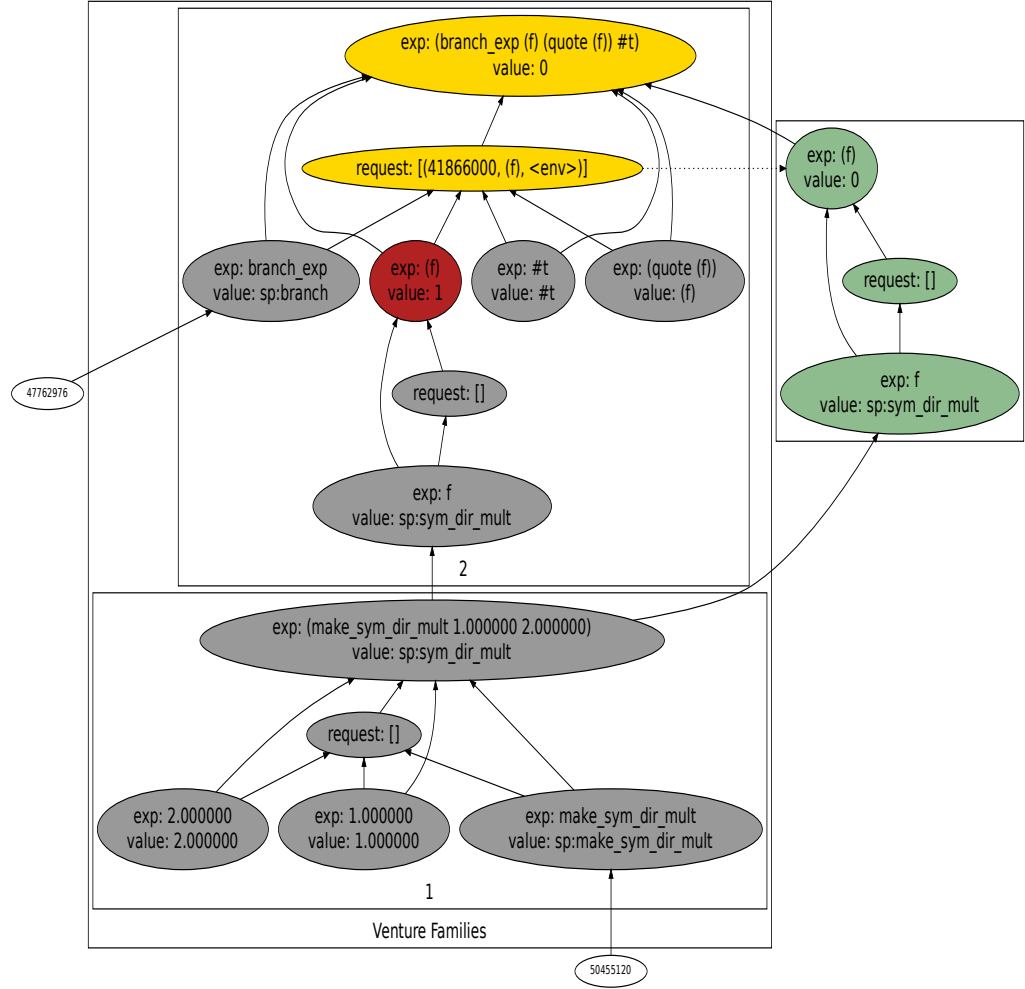 exp: (branch_exp (f) (quote (f)) #t)
value: 0
request: [(41866000, (f), <env>)]
exp: (f)
value: 0
exp: branch_exp
value: sp:branch
exp: (f)
value: 1
exp: #t
value: #t
exp: (quote (f))
value: (f)
request: []
47762976
request: []
exp: f
value: sp:sym_dir_mult
exp: f
value: sp:sym_dir_mult
2
exp: (make_sym_dir_mult 1.000000 2.000000)
value: sp:sym_dir_mult
request: []
exp: 2.000000
value: 2.000000
exp: 1.000000
value: 1.000000
exp: make_sym_dir_mult
value: sp:make_sym_dir_mult
1
Venture Families
50455120